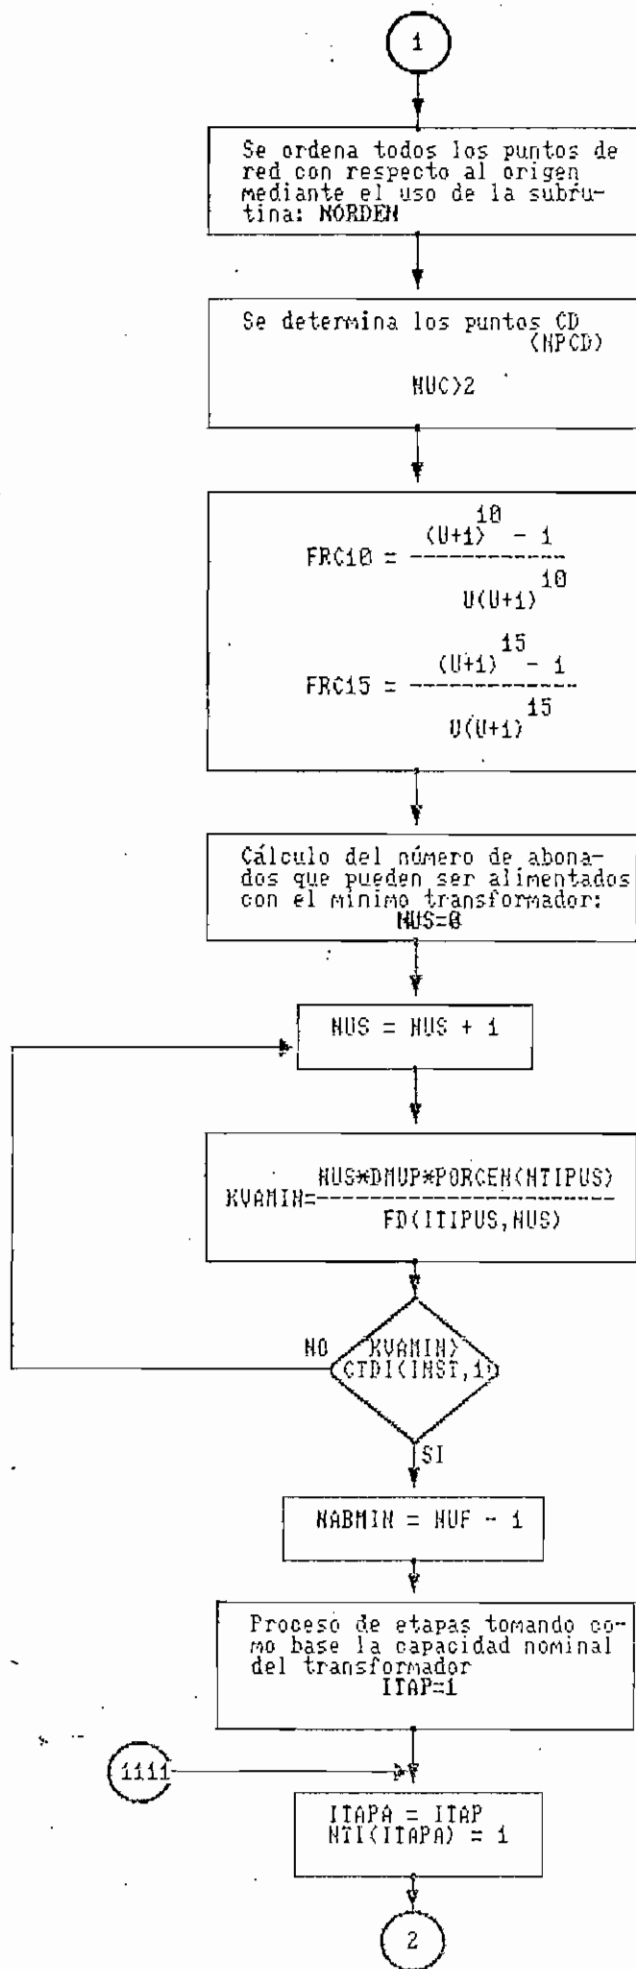 1
Se ordena todos los puntos de
red con respecto al origen
mediante el uso de la subru-
tina: NORDEN
Se determina los puntos CD
(NPCD)
NUC>2
10
(U+1) - 1
FRC10 = ----------------
10
U(U+1)
15
(U+1) - 1
FRC15 = ----------------
15
U(U+1)
Cálculo del número de abona-
dos que pueden ser alimentados
con el mínimo transformador:
NUS=0
NUS = NUS + 1
NUS*DMUP*PORCEN(NTIPUS)
KVAMIN=------------------------
FD(ITIPUS,NUS)
NO
KVAMIN>
CTDI(INST,1)
SI
NABMIN = NUF - 1
Proceso de etapas tomando co-
mo base la capacidad nominal
del transformador
ITAP=1
1111
ITAPA = ITAP
NTI(ITAPA) = 1
2